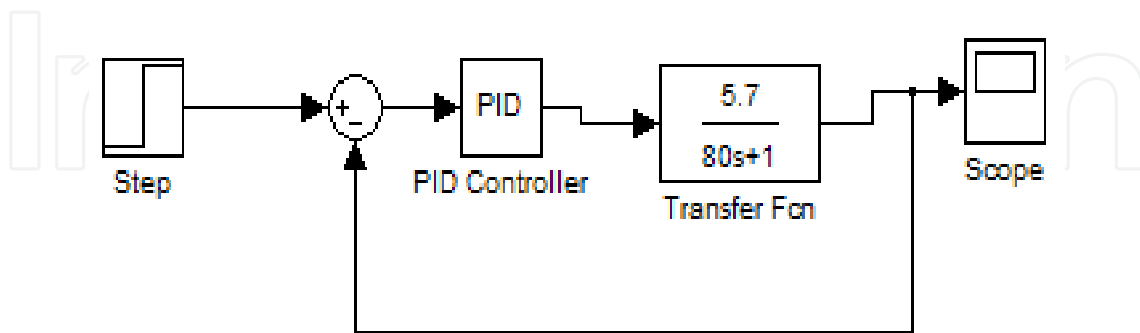 Step
+
-
PID
PID Controller
5.7
80s+1
Transfer Fcn
Scope